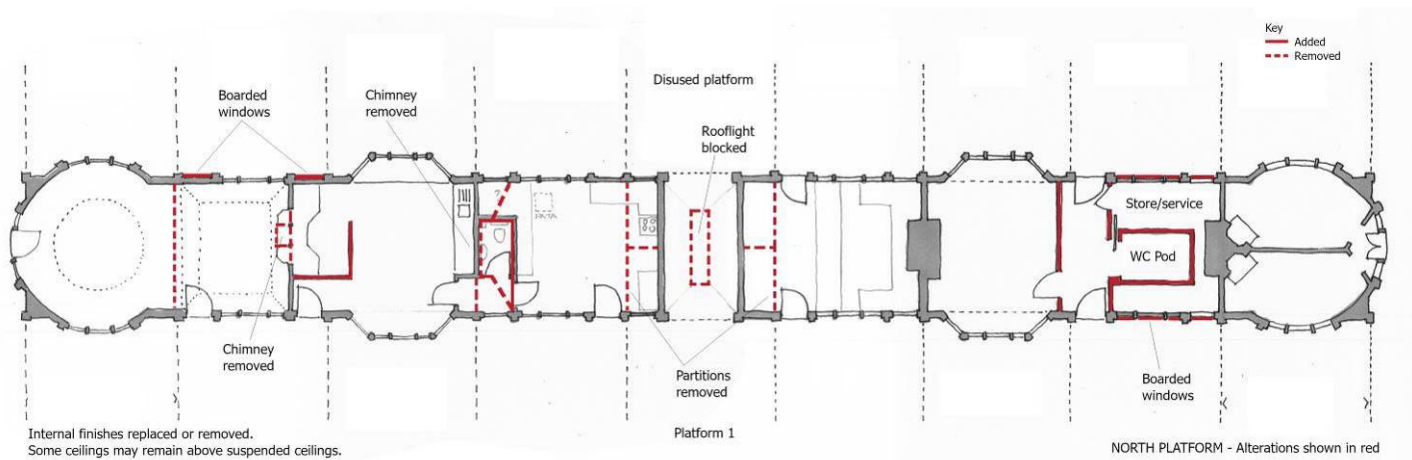 Key
Added
Removed
Disused platform
Boarded
windows
Chimney
removed
Rooflight
blocked
?
Store/service
WC Pod
Chimney
removed
Partitions
removed
Boarded
windows
Internal finishes replaced or removed.
Some ceilings may remain above suspended ceilings.
Platform 1
NORTH PLATFORM - Alterations shown in red